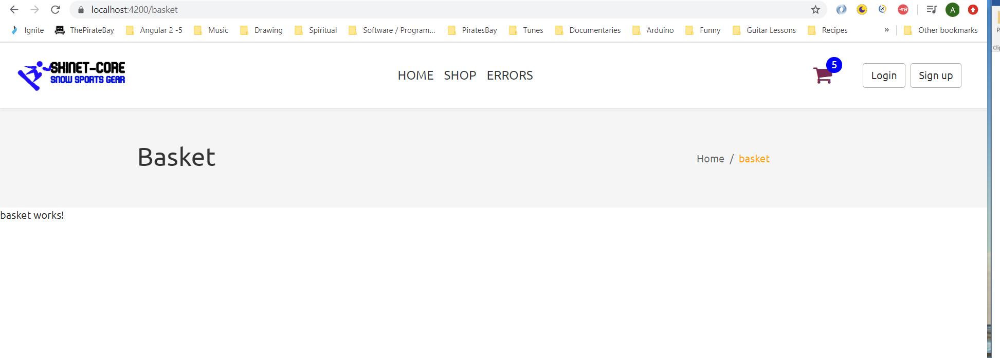 localhost:4200/basket
Ignite ThePirateBay Angular 2 -5 Music Drawing Spiritual Software / Program... PiratesBay Tunes Documentaries Arduino Funny Guitar Lessons Recipes » Other bookmarks
A
SKINET-CORE
SNOW SPORTS GEAR
HOME SHOP ERRORS
5
Login Sign up
Basket
Home / basket
basket works!